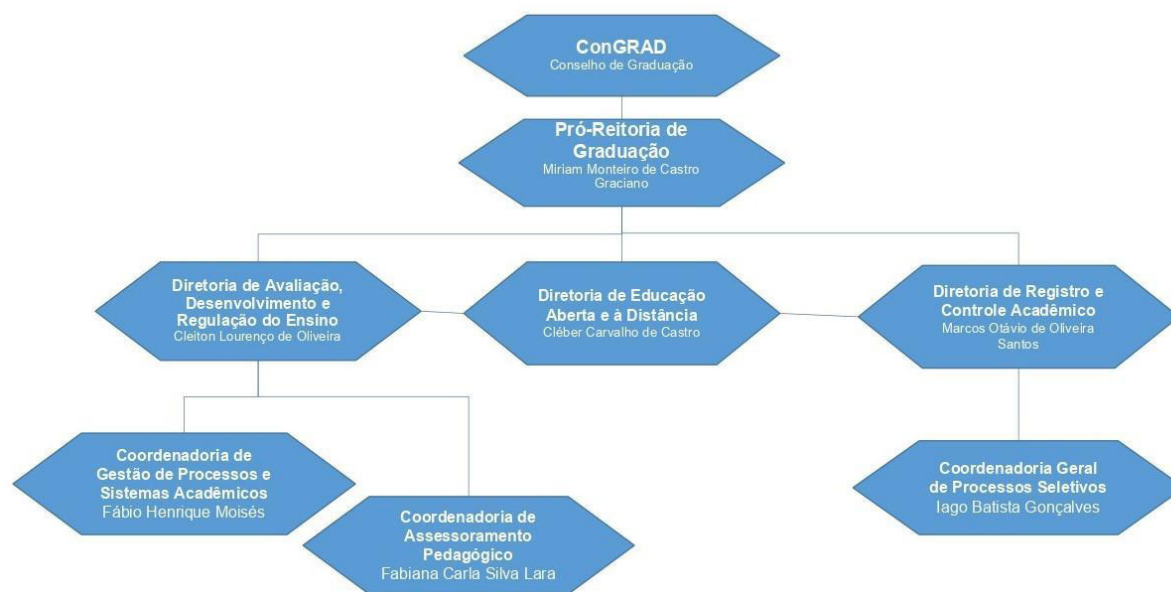 ConGRAD
Conselho de Graduação
Pró-Reitoria de
Graduação
Miriam Monteiro de Castro
Graciano
Diretoria de Avaliação,
Desenvolvimento e
Regulação do Ensino
Cleiton Lourenço de Oliveira
Diretoria de Educação
Aberta e à Distância
Cléber Carvalho de Castro
Diretoria de Registro e
Controle Acadêmico
Marcos Otávio de Oliveira
Santos
Coordenadoria de
Gestão de Processos e
Sistemas Acadêmicos
Fábio Henrique Moisés
Coordenadoria de
Assessoramento
Pedagógico
Fabiana Carla Silva Lara
Coordenadoria Geral
de Processos Seletivos
Iago Batista Gonçalves